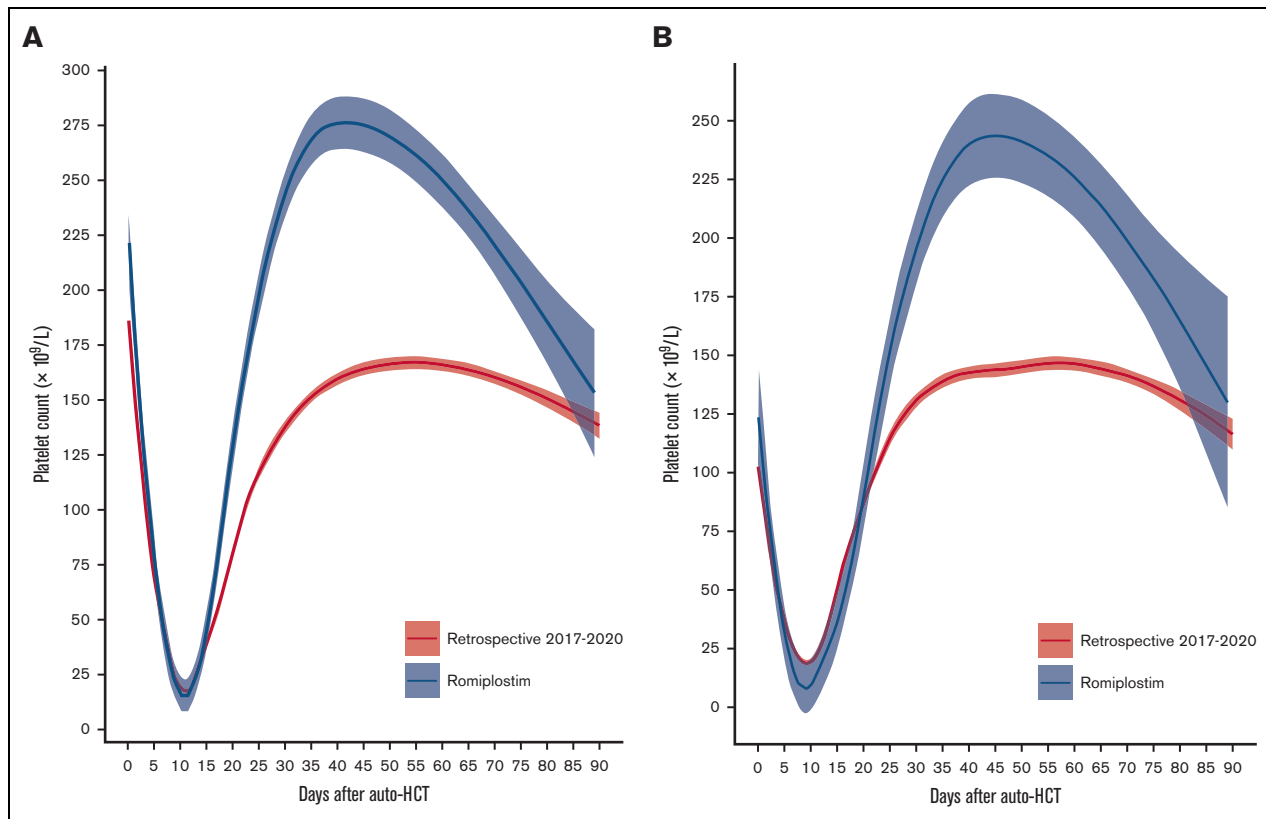 A
Platelet count (× 10⁹/L)
300
275
250
225
200
175
150
125
100
75
50
25
0
Retrospective 2017-2020
Romiplostim
0 5 10 15 20 25 30 35 40 45 50 55 60 65 70 75 80 85 90
Days after auto-HCT
B
Platelet count (× 10⁹/L)
250
225
200
175
150
125
100
75
50
25
0
Retrospective 2017-2020
Romiplostim
0 5 10 15 20 25 30 35 40 45 50 55 60 65 70 75 80 85 90
Days after auto-HCT